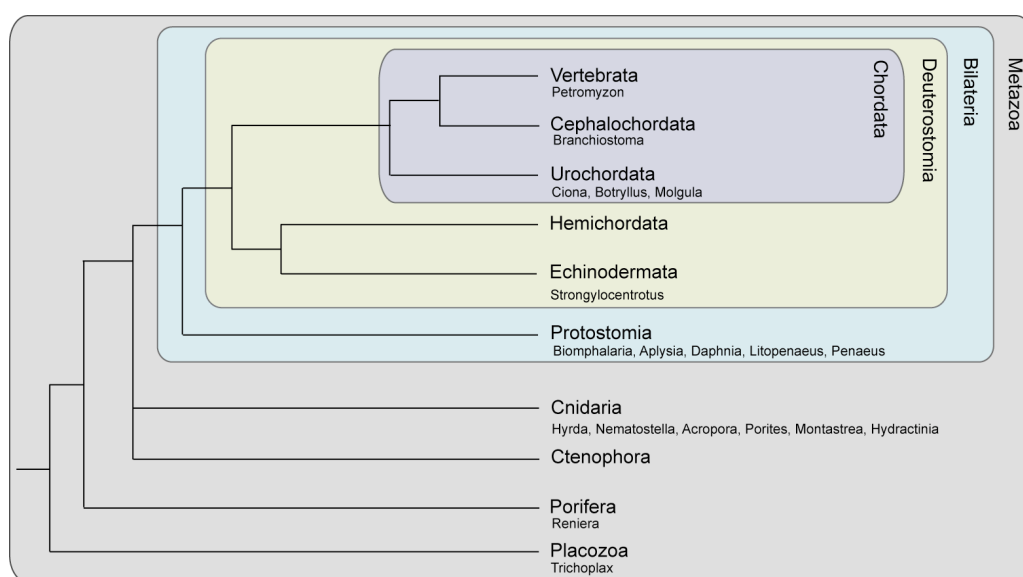 Vertebrata
Petromyzon
Cephalochordata
Branchiostoma
Urochordata
Ciona, Botryllus, Molgula
Hemichordata
Echinodermata
Strongylocentrotus
Protostomia
Biomphalaria, Aplysia, Daphnia, Litopenaeus, Penaeus
Cnidaria
Hyrda, Nematostella, Acropora, Porites, Montastrea, Hydractinia
Ctenophora
Porifera
Reniera
Placozoa
Trichoplax
Chordata
Deuterostomia
Bilateria
Metazoa